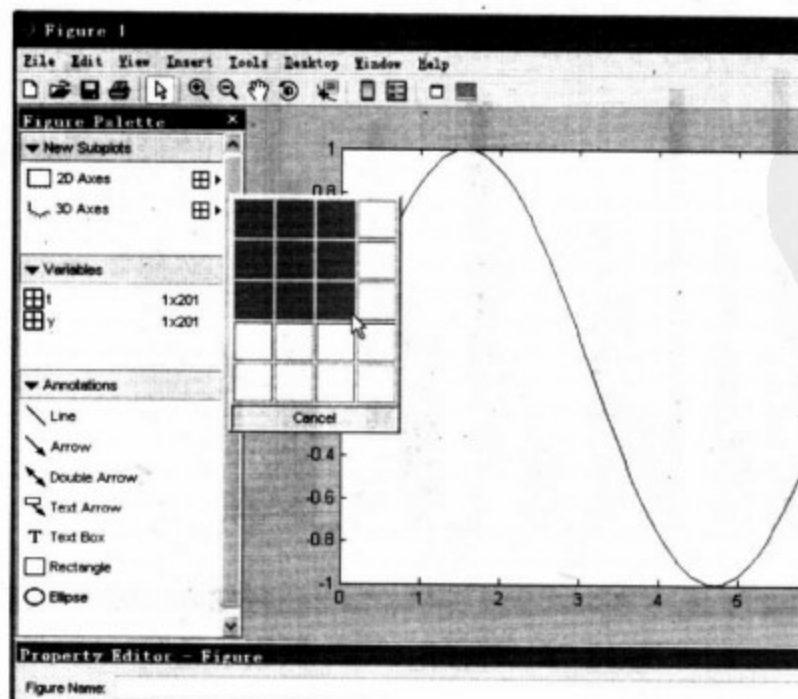 Figure 1
File Edit View Insert Tools Desktop Window Help
Figure Palette ×
New Subplots
2D Axes
3D Axes
Variables
t 1x201
y 1x201
Annotations
Line
Arrow
Double Arrow
Text Arrow
T Text Box
Rectangle
Ellipse
Cancel
1
0.8
-0.4
-0.6
-0.8
-1
0 1 2 3 4 5
Property Editor - Figure
Figure Name: